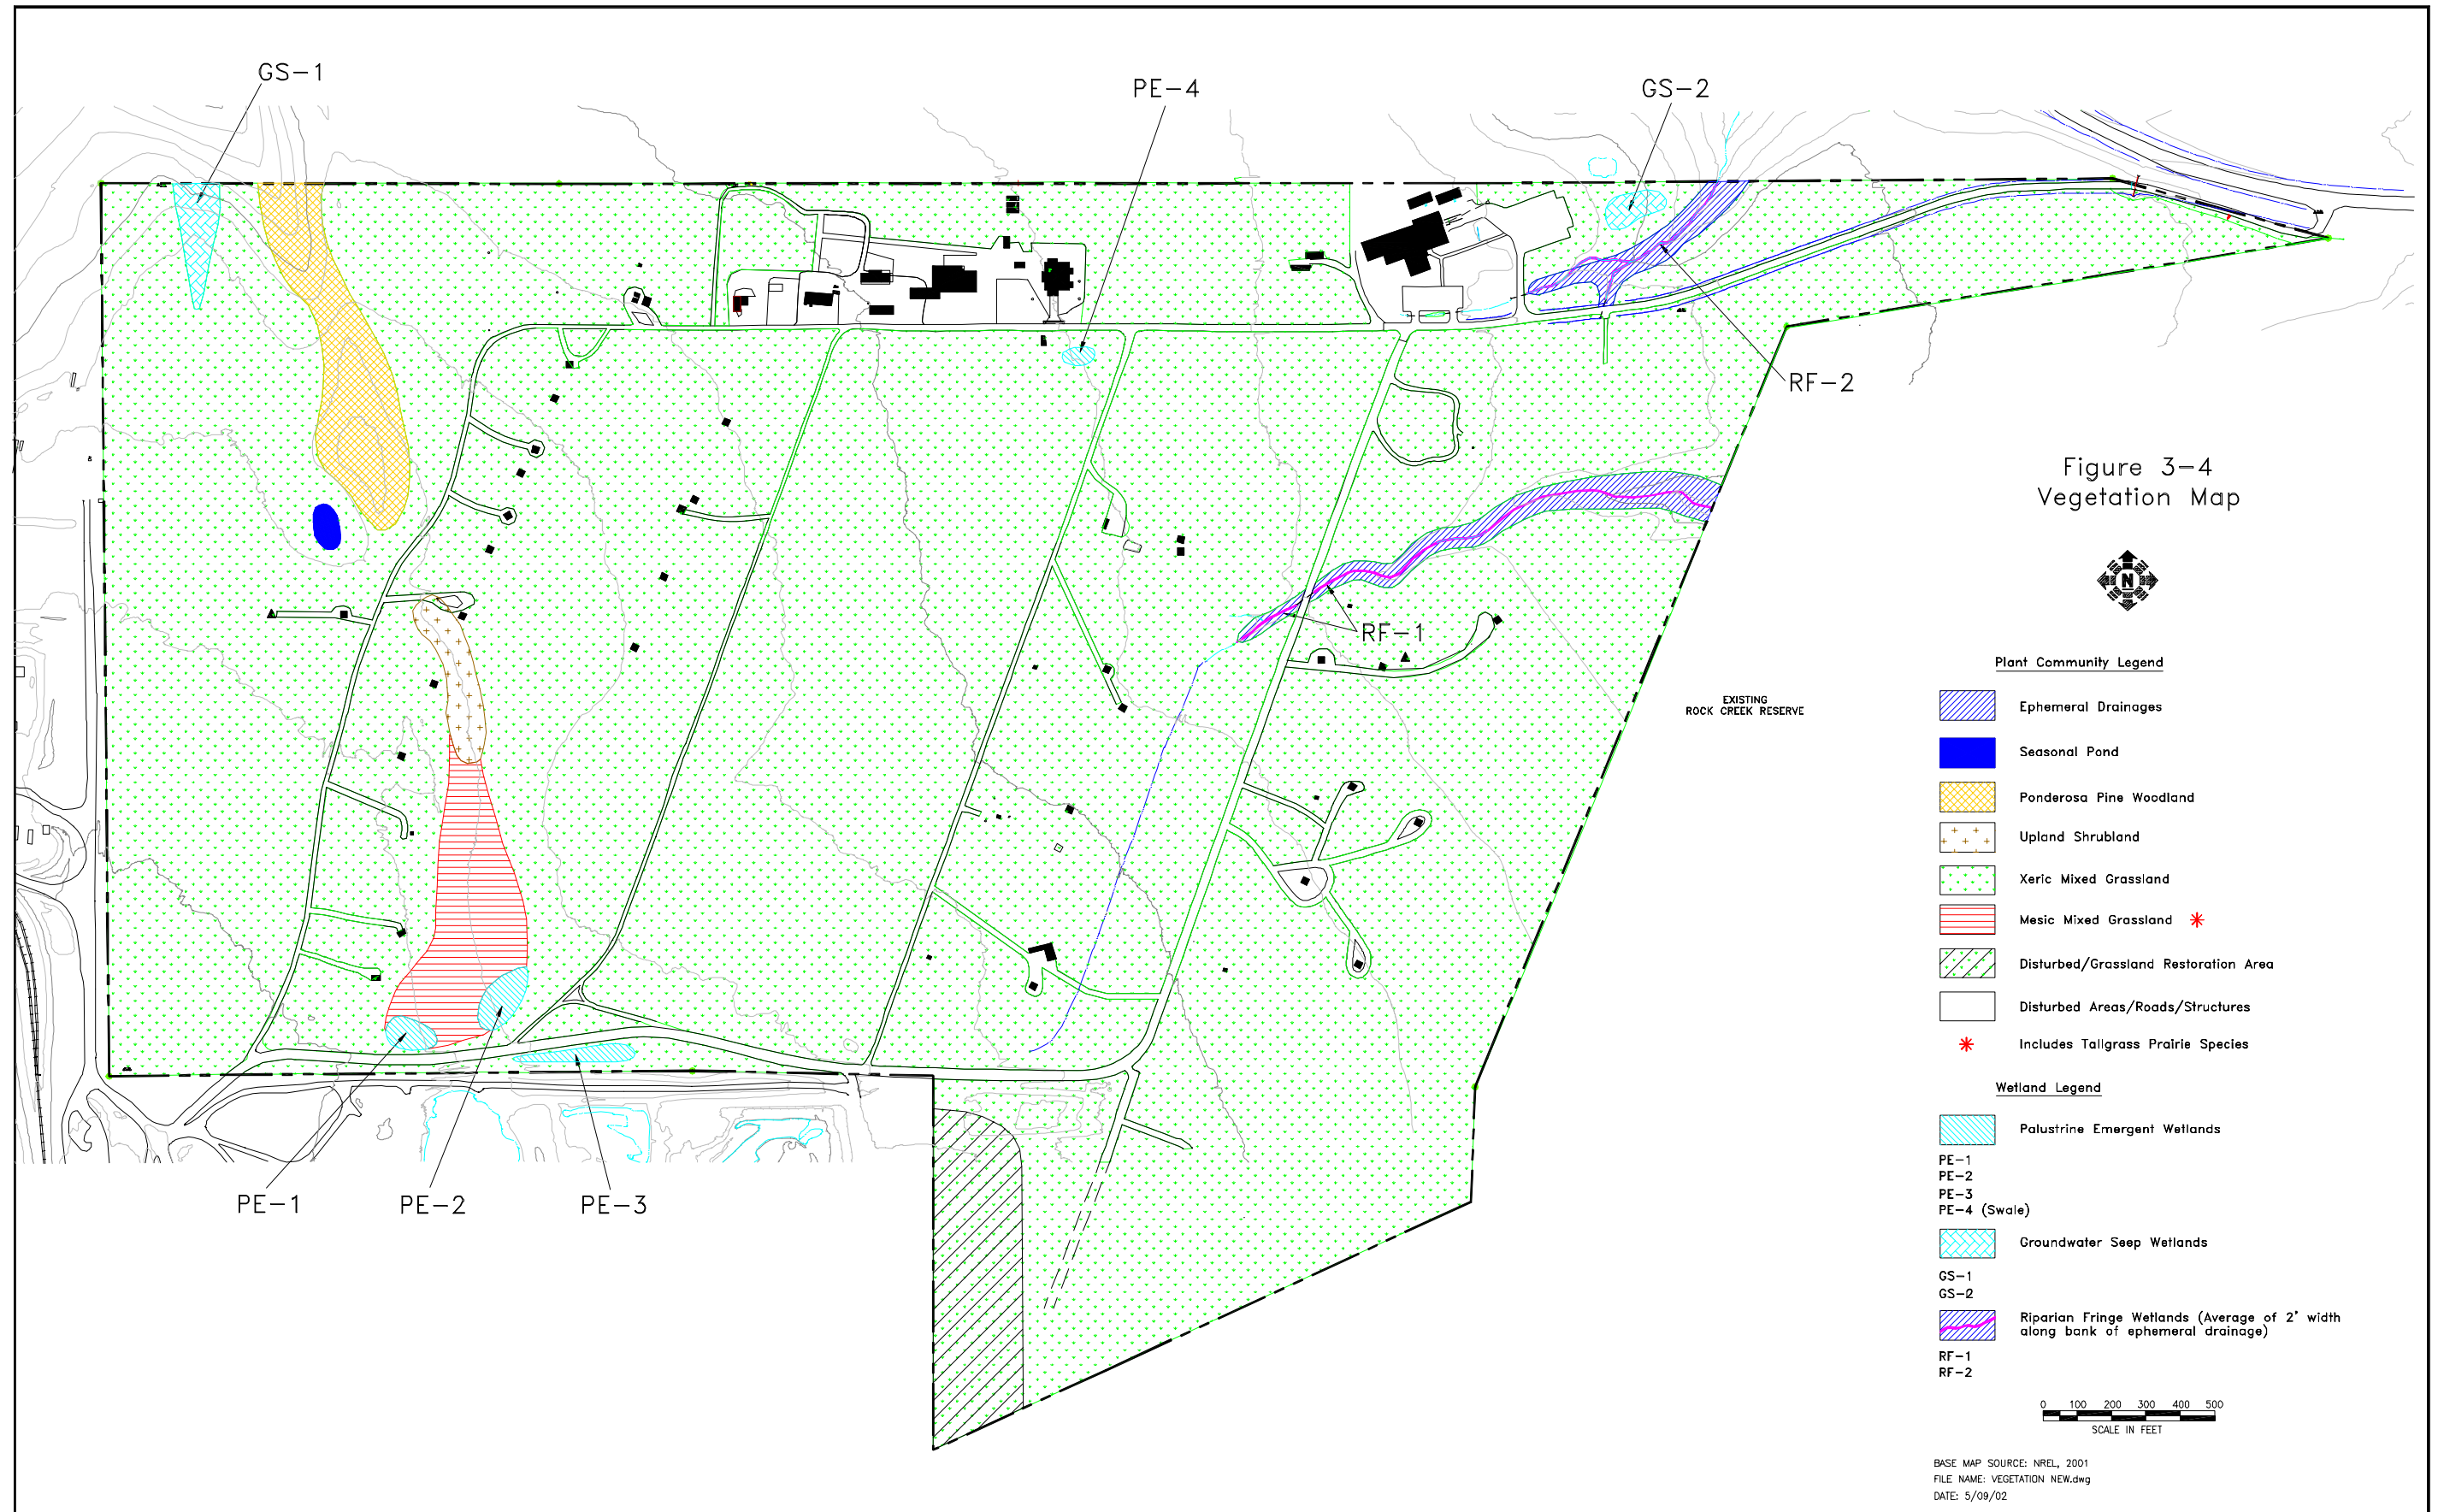 GS-1
PE-4
GS-2
RF-2
Figure 3-4
Vegetation Map
N
RF-1
EXISTING
ROCK CREEK RESERVE
PE-1
PE-2
PE-3
Plant Community Legend
Ephemeral Drainages
Seasonal Pond
Ponderosa Pine Woodland
Upland Shrubland
Xeric Mixed Grassland
Mesic Mixed Grassland *
Disturbed/Grassland Restoration Area
Disturbed Areas/Roads/Structures
* Includes Tallgrass Prairie Species
Wetland Legend
Palustrine Emergent Wetlands
PE-1
PE-2
PE-3
PE-4 (Swale)
Groundwater Seep Wetlands
GS-1
GS-2
Riparian Fringe Wetlands (Average of 2' width
along bank of ephemeral drainage)
RF-1
RF-2
0 100 200 300 400 500
SCALE IN FEET
BASE MAP SOURCE: NREL, 2001
FILE NAME: VEGETATION NEW.dwg
DATE: 5/09/02